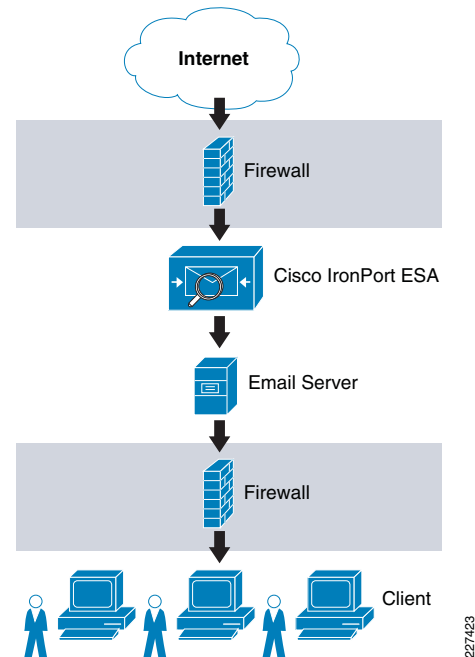 Internet
Firewall
Cisco IronPort ESA
Email Server
Firewall
Client
227423